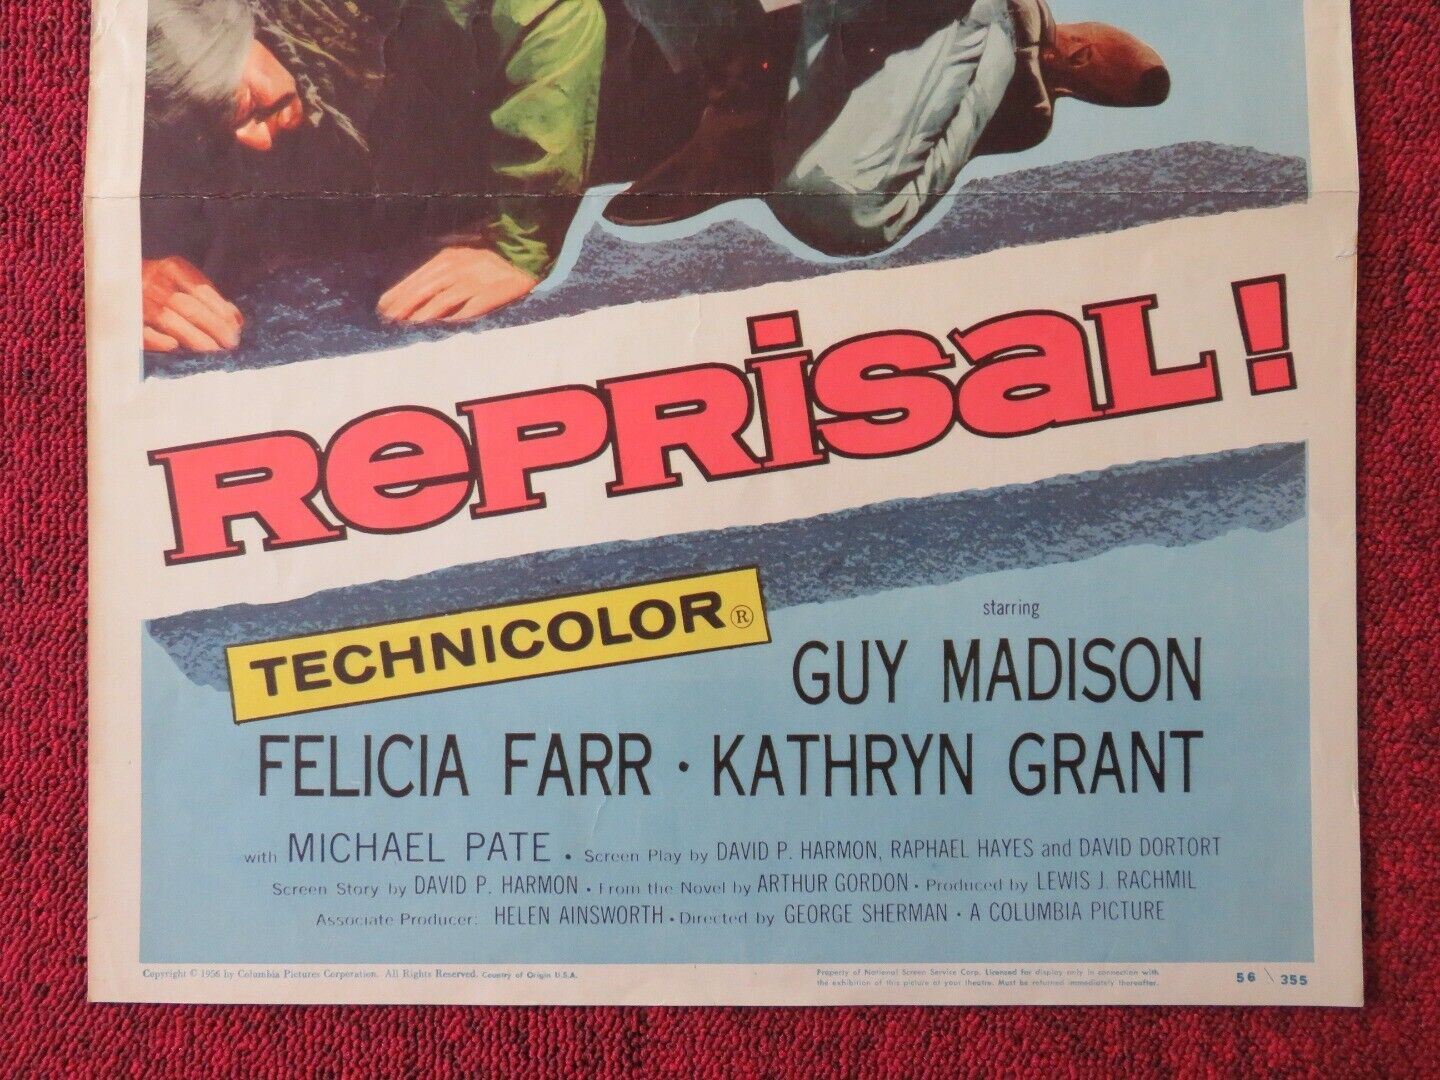 REPRISAL!
TECHNICOLOR®
starring
GUY MADISON
FELICIA FARR · KATHRYN GRANT
with MICHAEL PATE • Screen Play by DAVID P. HARMON, RAPHAEL HAYES and DAVID DORTORT
Screen Story by DAVID P. HARMON • From the Novel by ARTHUR GORDON • Produced by LEWIS J. RACHMIL
Associate Producer: HELEN AINSWORTH • Directed by GEORGE SHERMAN • A COLUMBIA PICTURE
Copyright © 1956 by Columbia Pictures Corporation. All Rights Reserved. Country of Origin U.S.A.
Property of National Screen Service Corp. Licensed for display only in connection with
the exhibition of this picture at your theatre. Must be returned immediately thereafter.
56 \ 355